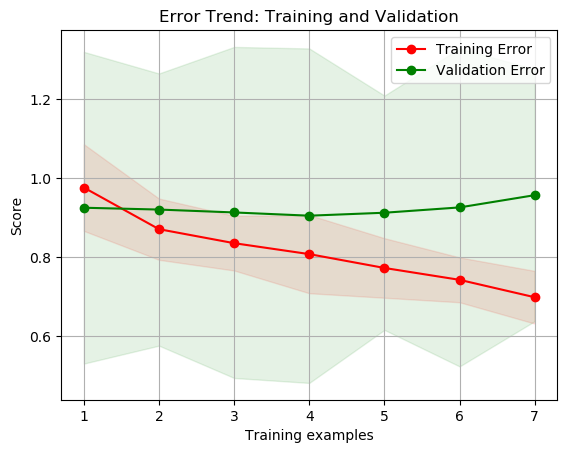 Error Trend: Training and Validation
Training Error
Validation Error
Score
1.2
1.0
0.8
0.6
1 2 3 4 5 6 7
Training examples